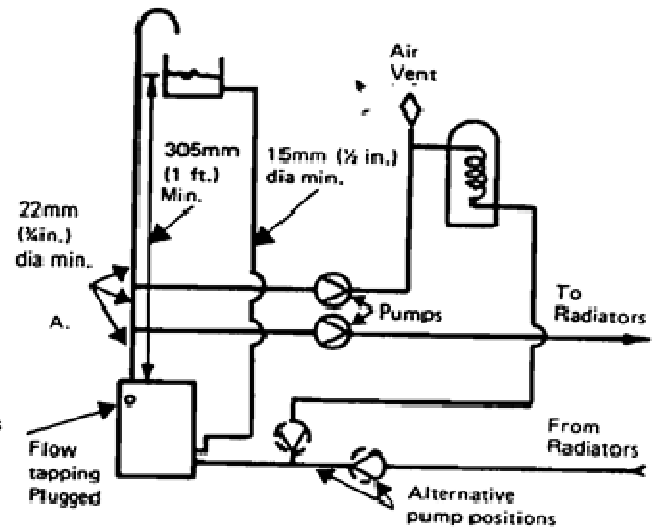 Air
Vent
305mm
(1 ft.)
Min.
15mm (½ in.)
dia min.
22mm
(¾in.)
dia min.
A.
Pumps
To
Radiators
From
Radiators
Flow
tapping
Plugged
Alternative
pump positions